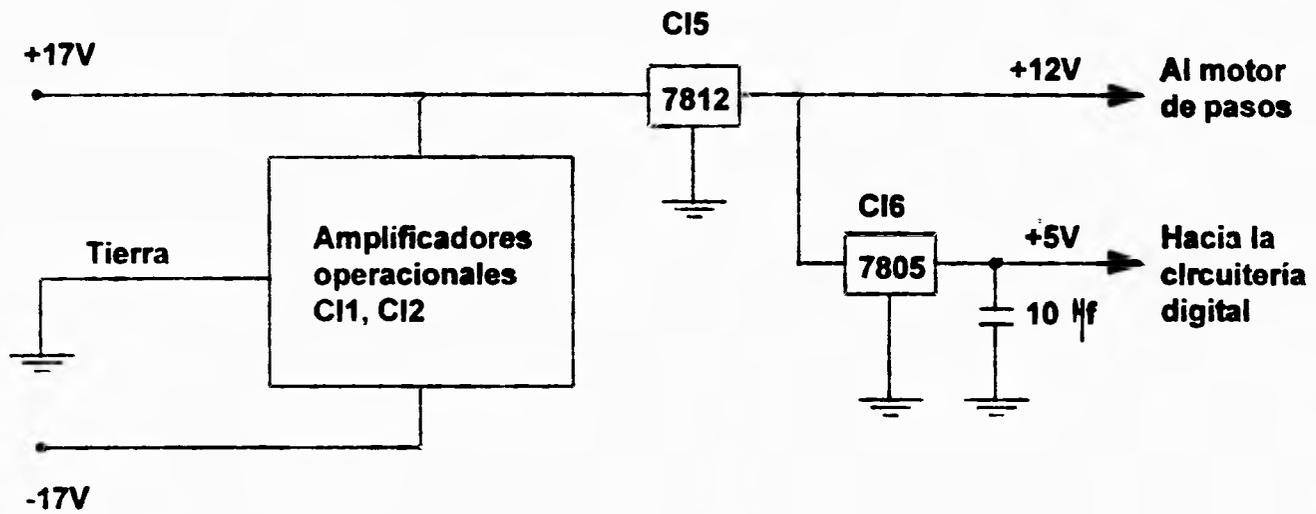 CI5
+17V
7812
+12V
Al motor
de pasos
Tierra
Amplificadores
operacionales
CI1, CI2
CI6
7805
+5V
Hacia la
circuitería
digital
10 μf
-17V